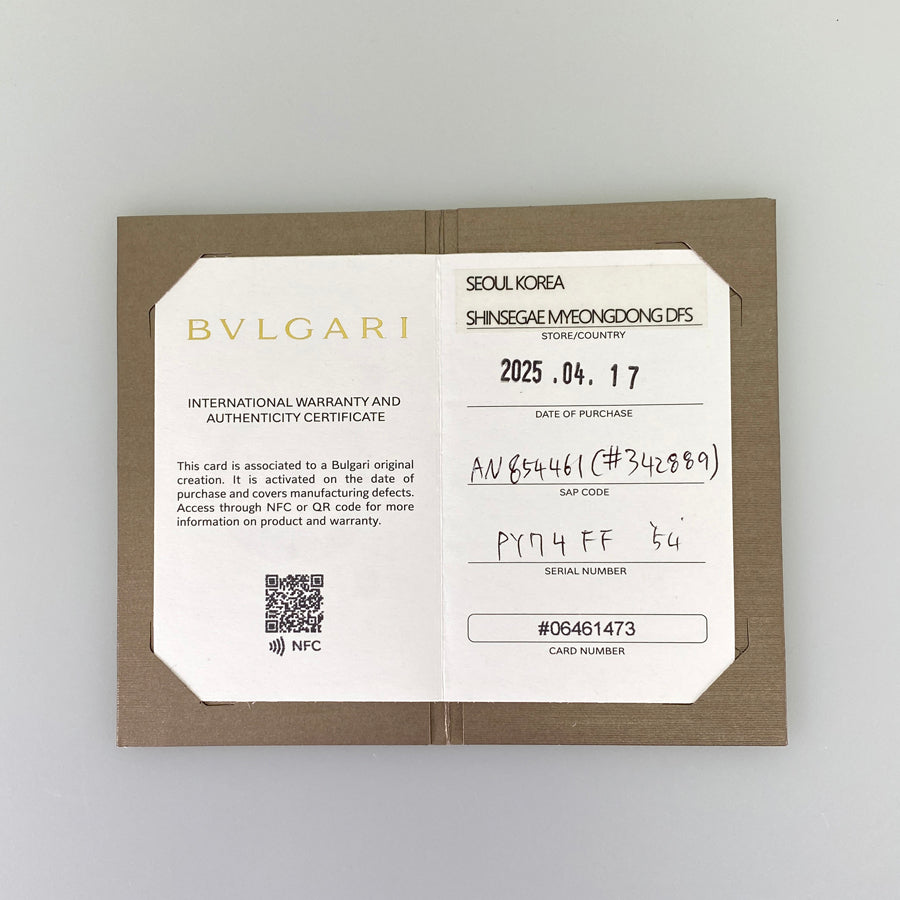 BVLGARI
INTERNATIONAL WARRANTY AND
AUTHENTICITY CERTIFICATE
This card is associated to a Bulgari original
creation. It is activated on the date of
purchase and covers manufacturing defects.
Access through NFC or QR code for more
information on product and warranty.
NFC
SEOUL KOREA
SHINSEGAE MYEONGDONG DFS
STORE/COUNTRY
2025.04.17
DATE OF PURCHASE
AN854461(#342889)
SAP CODE
PY74FF '54'
SERIAL NUMBER
#06461473
CARD NUMBER